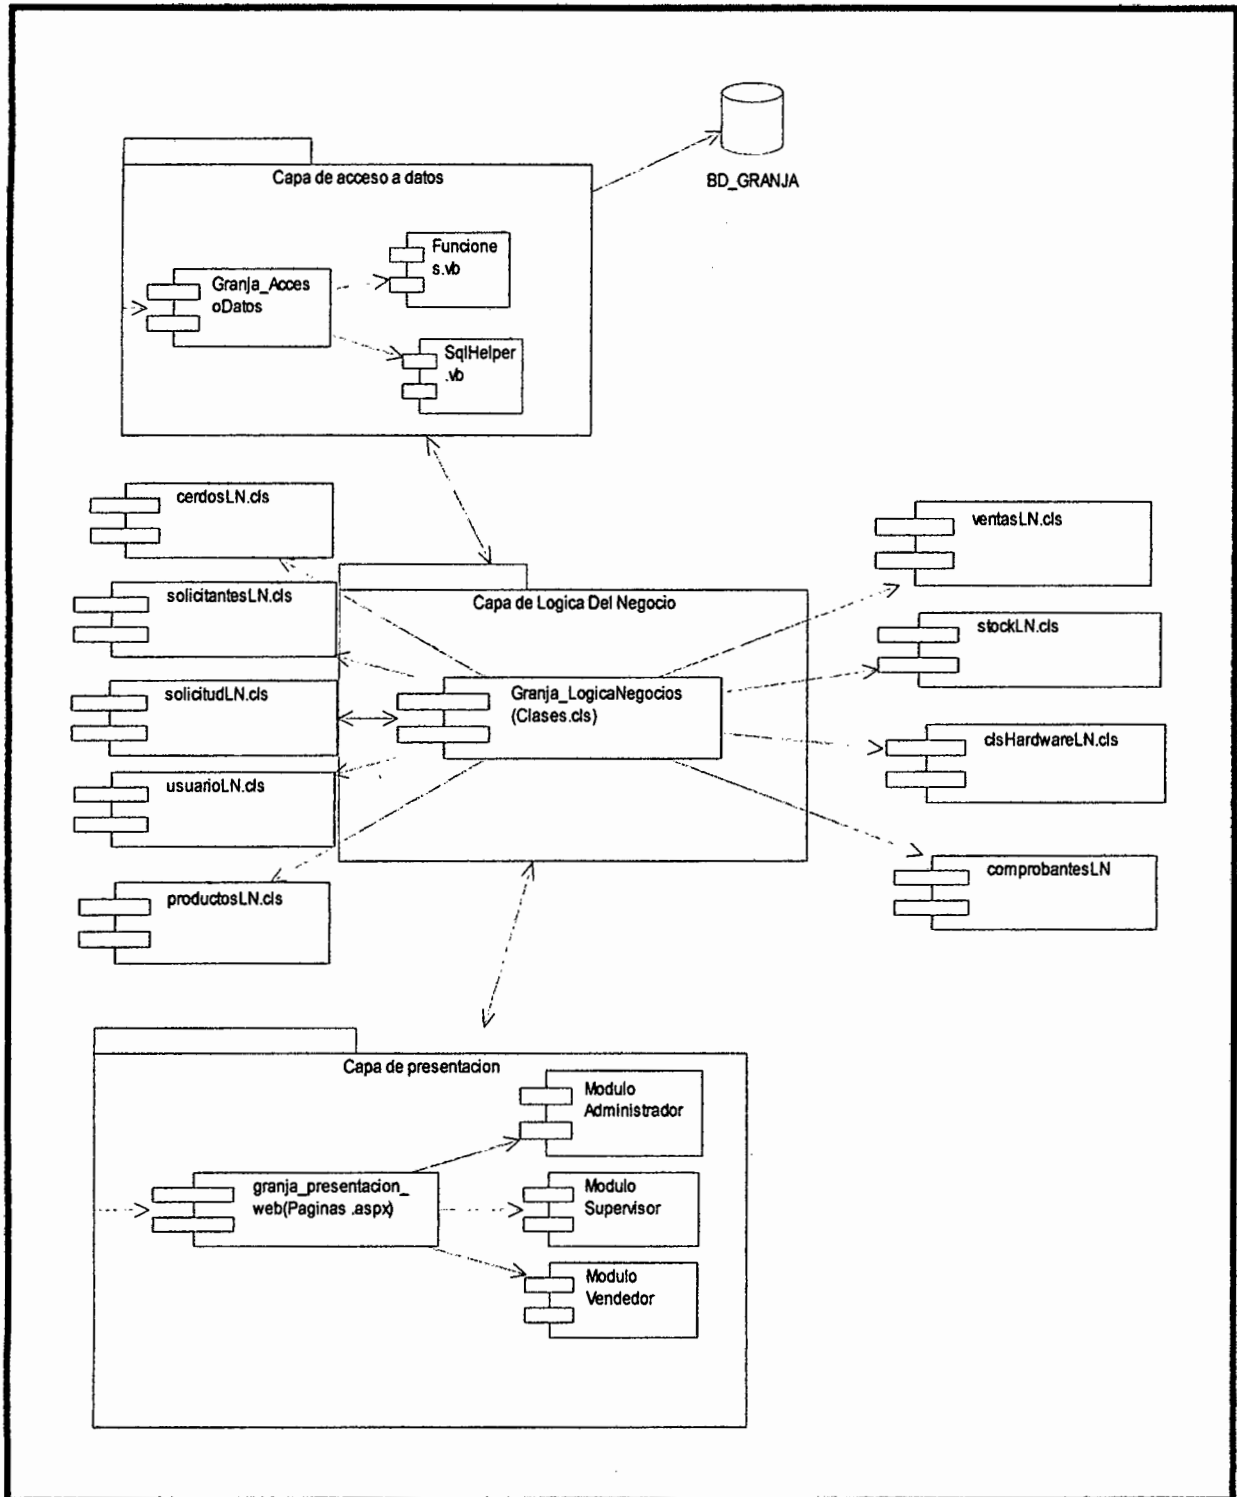 BD_GRANJA
Capa de acceso a datos
Funcione
s.vb
Granja_Acces
oDatos
SqlHelper
.vb
cerdosLN.cls
ventasLN.cls
solicitantesLN.cls
Capa de Logica Del Negocio
stockLN.cls
solicitudLN.cls
Granja_LogicaNegocios
(Clases.cls)
clsHardwareLN.cls
usuarioLN.cls
comprobantesLN
productosLN.cls
Capa de presentacion
Modulo
Administrador
granja_presentacion_
web(Paginas .aspx)
Modulo
Supervisor
Modulo
Vendedor